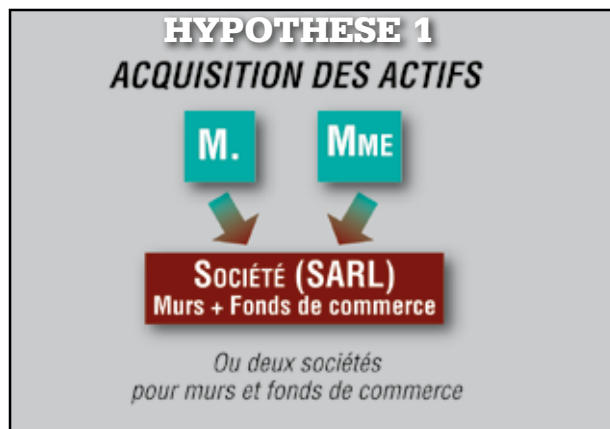 HYPOTHESE 1
ACQUISITION DES ACTIFS
M. MME
SOCIÉTÉ (SARL)
Murs + Fonds de commerce
Ou deux sociétés
pour murs et fonds de commerce